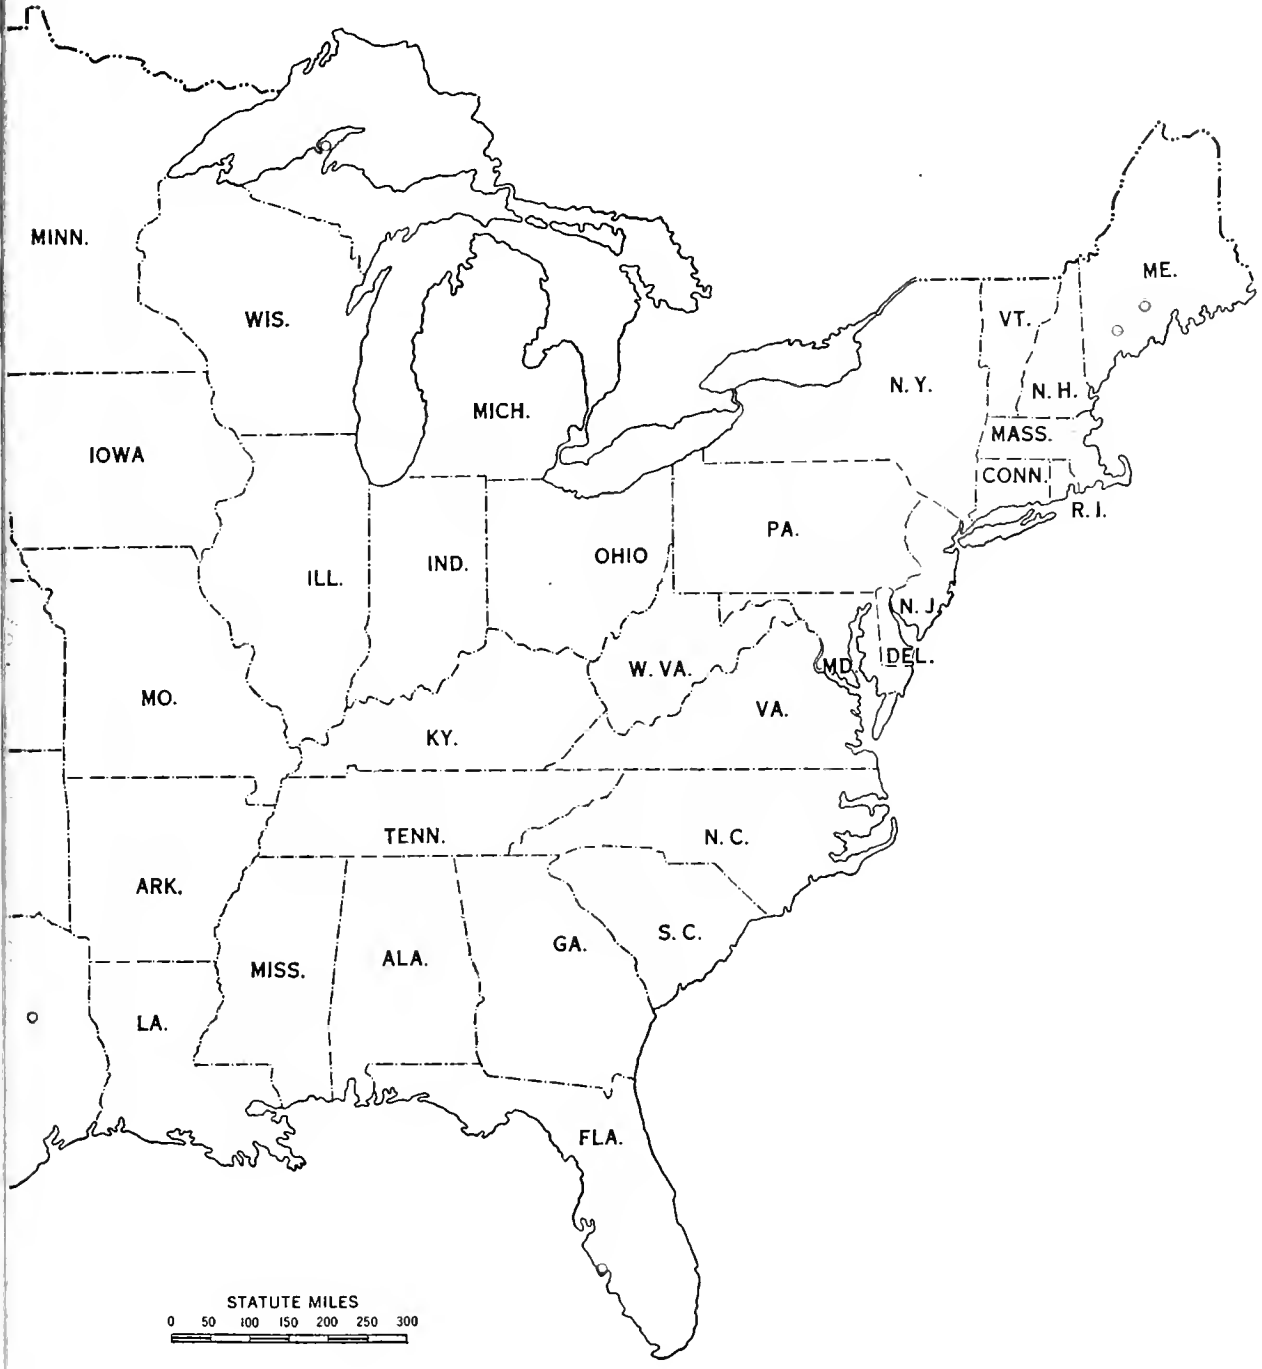 MINN.
WIS.
ME.
VT.
N. H.
N. Y.
MICH.
MASS.
IOWA
CONN.
R. I.
PA.
OHIO
IND.
ILL.
N. J.
DEL.
MD.
W. VA.
MO.
VA.
KY.
TENN.
N. C.
ARK.
S. C.
GA.
ALA.
MISS.
LA.
FLA.
STATUTE MILES
0 50 100 150 200 250 300